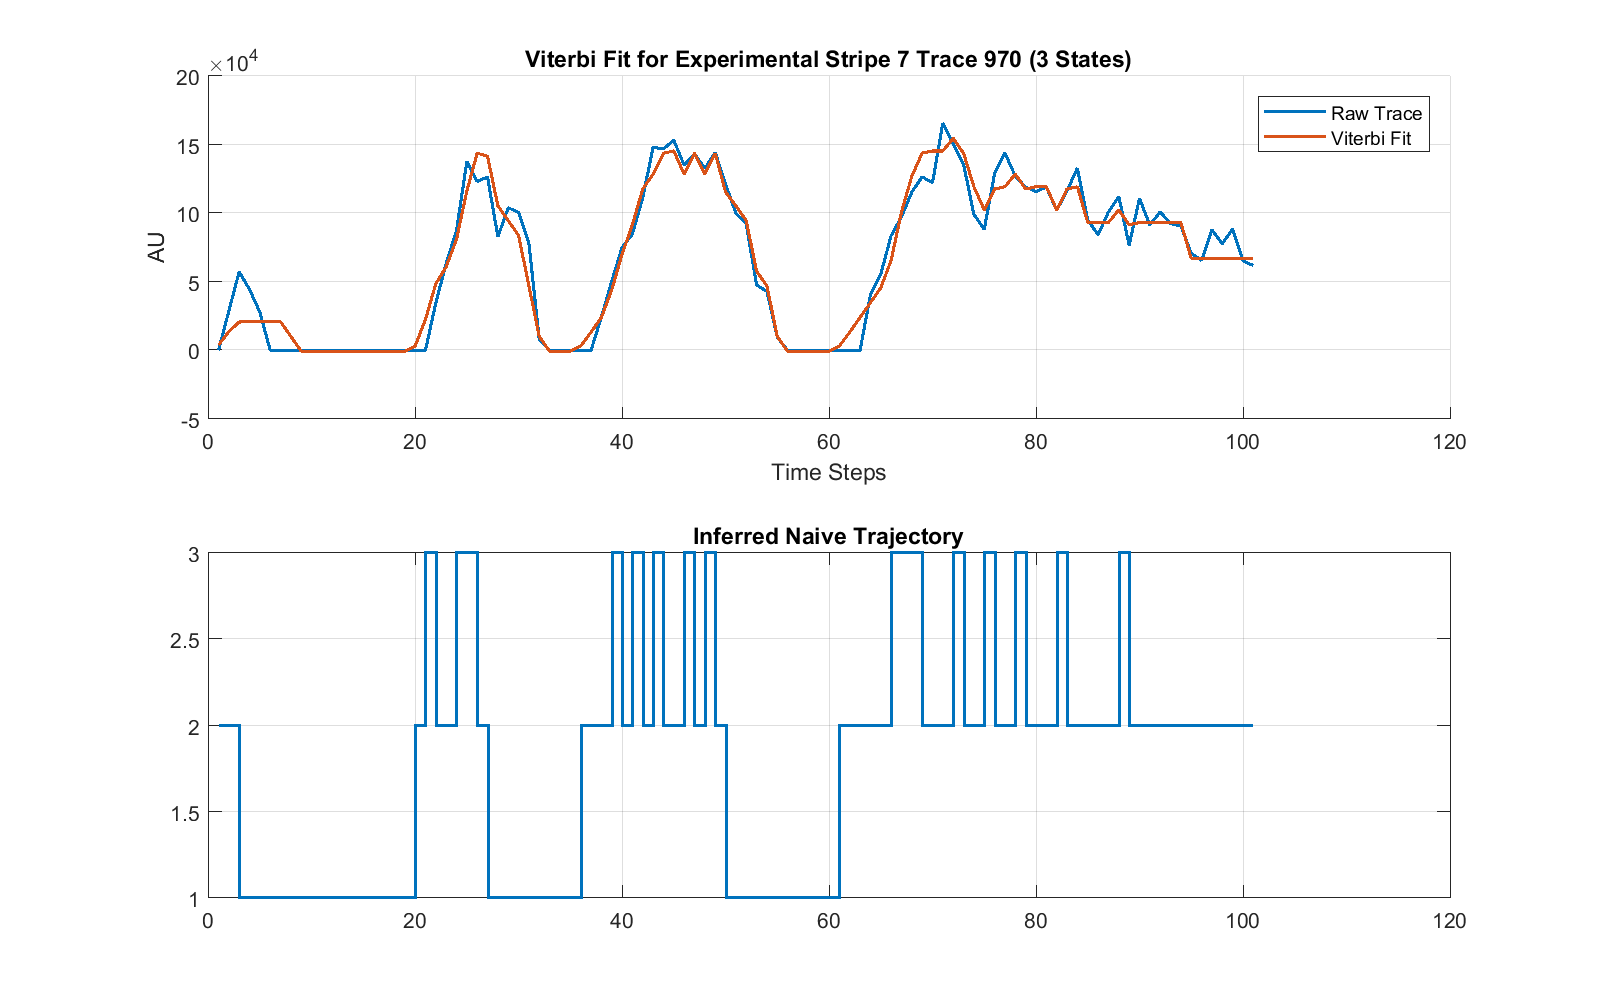 Viterbi Fit for Experimental Stripe 7 Trace 970 (3 States)
×10⁴
20
15
10
5
0
-5
AU
Raw Trace
Viterbi Fit
0 20 40 60 80 100 120
Time Steps
Inferred Naive Trajectory
3
2.5
2
1.5
1
0 20 40 60 80 100 120